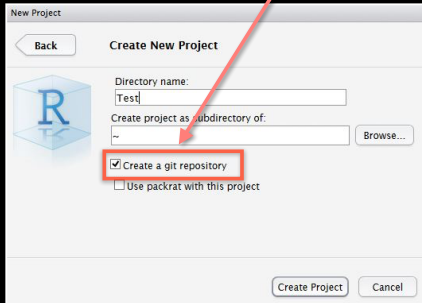 New Project
Back
Create New Project
Directory name:
Test
Create project as subdirectory of:
~
Browse...
Create a git repository
Use packrat with this project
R
Create Project
Cancel